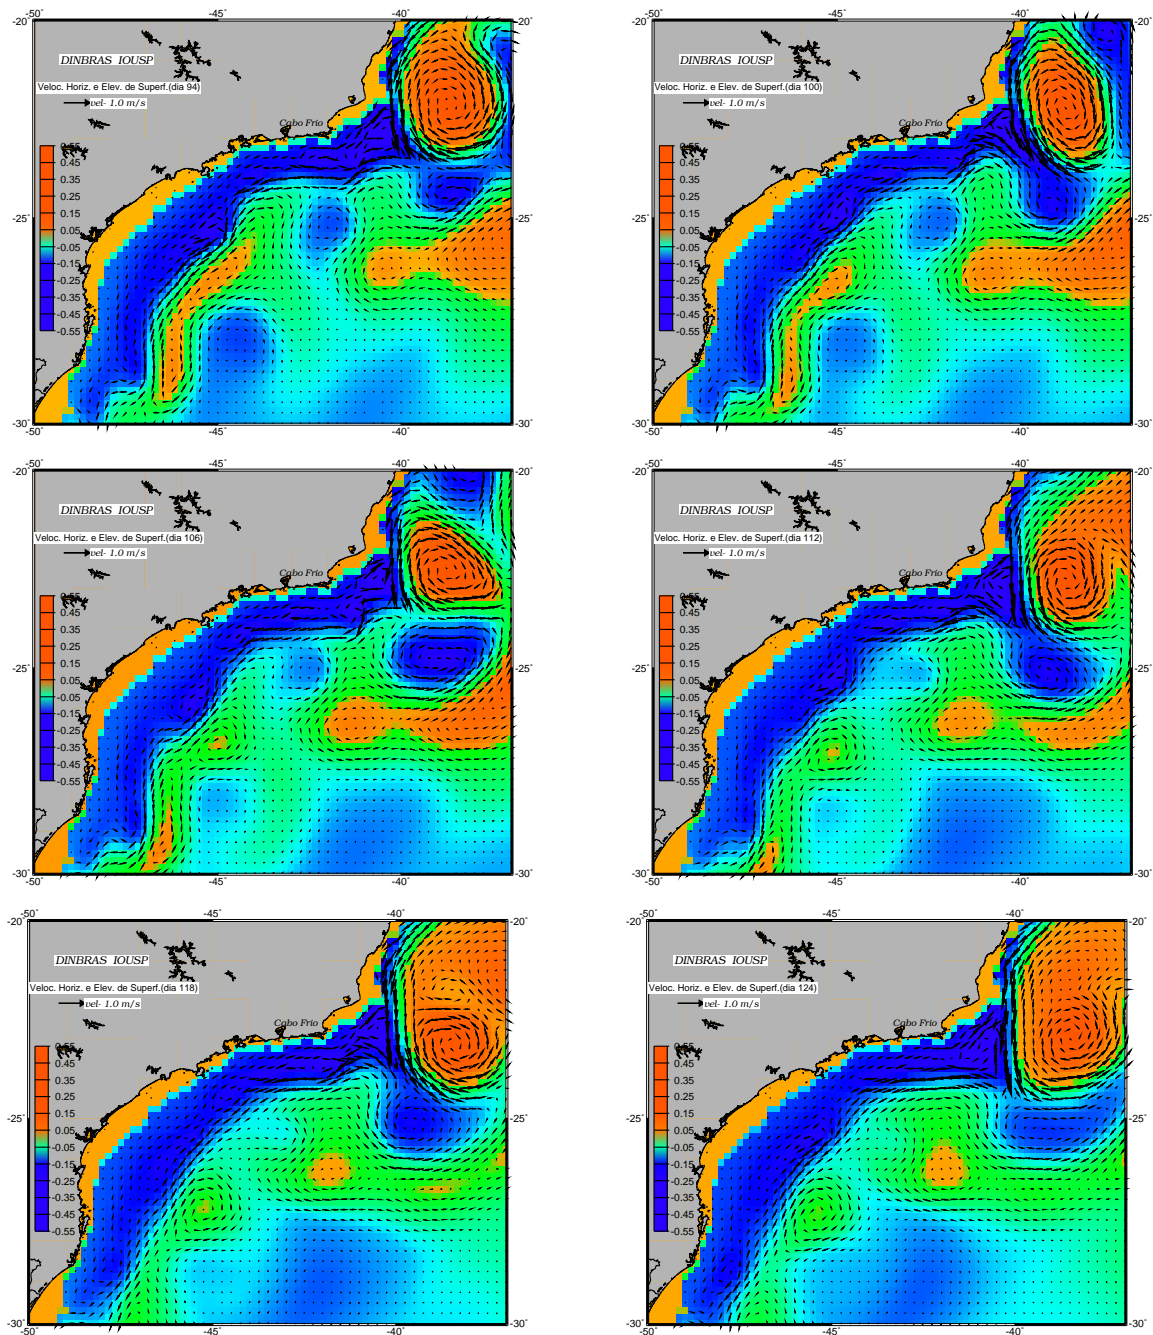 -50° -45° -40° -20°
DINBRAS IOUSP
Veloc. Horiz. e Elev. de Superf.(dia 94)
vel- 1.0 m/s
Cabo Frio
0.55
0.45
0.35
0.25
0.15
0.05
-0.05
-0.15
-0.25
-0.35
-0.45
-0.55
-25°
-30°
-50° -45° -40° -30°
-50° -45° -40° -20°
DINBRAS IOUSP
Veloc. Horiz. e Elev. de Superf.(dia 100)
vel- 1.0 m/s
Cabo Frio
0.55
0.45
0.35
0.25
0.15
0.05
-0.05
-0.15
-0.25
-0.35
-0.45
-0.55
-25°
-30°
-50° -45° -40° -30°
-50° -45° -40° -20°
DINBRAS IOUSP
Veloc. Horiz. e Elev. de Superf.(dia 106)
vel- 1.0 m/s
Cabo Frio
0.55
0.45
0.35
0.25
0.15
0.05
-0.05
-0.15
-0.25
-0.35
-0.45
-0.55
-25°
-30°
-50° -45° -40° -30°
-50° -45° -40° -20°
DINBRAS IOUSP
Veloc. Horiz. e Elev. de Superf.(dia 112)
vel- 1.0 m/s
Cabo Frio
0.55
0.45
0.35
0.25
0.15
0.05
-0.05
-0.15
-0.25
-0.35
-0.45
-0.55
-25°
-30°
-50° -45° -40° -30°
-50° -45° -40°
-20° -20°
DINBRAS IOUSP
Veloc. Horiz. e Elev. de Superf.(dia 118)
vel- 1.0 m/s
Cabo Frio
0.55
0.45
0.35
0.25
0.15
0.05
-0.05
-0.15
-0.25
-0.35
-0.45
-0.55
-25° -25°
-30° -30°
-50° -45° -40°
-50° -45° -40°
-20° -20°
DINBRAS IOUSP
Veloc. Horiz. e Elev. de Superf.(dia 124)
vel- 1.0 m/s
Cabo Frio
0.55
0.45
0.35
0.25
0.15
0.05
-0.05
-0.15
-0.25
-0.35
-0.45
-0.55
-25° -25°
-30° -30°
-50° -45° -40°